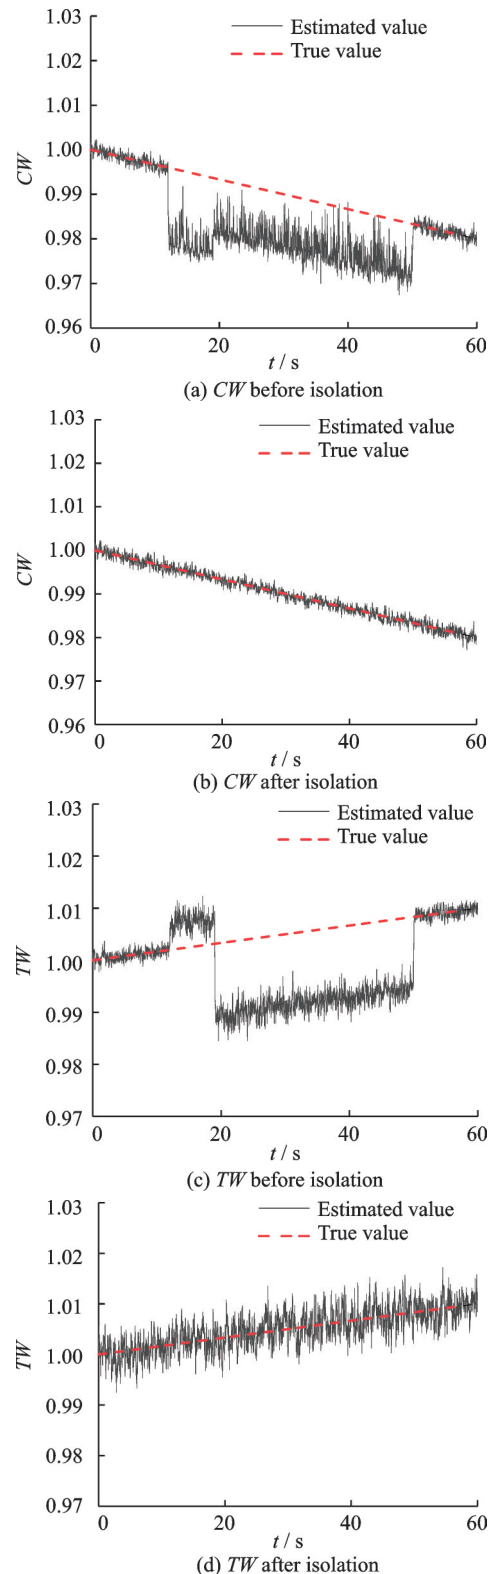 1.03
Estimated value
True value
1.02
1.01
1.00
0.99
0.98
0.97
0.96
CW
0
20
40
60
t / s
(a) CW before isolation
1.03
Estimated value
True value
1.02
1.01
1.00
0.99
0.98
0.97
0.96
CW
0
20
40
60
t / s
(b) CW after isolation
1.03
Estimated value
True value
1.02
1.01
1.00
0.99
0.98
0.97
TW
0
20
40
60
t / s
(c) TW before isolation
1.03
Estimated value
True value
1.02
1.01
1.00
0.99
0.98
0.97
TW
0
20
40
60
t / s
(d) TW after isolation